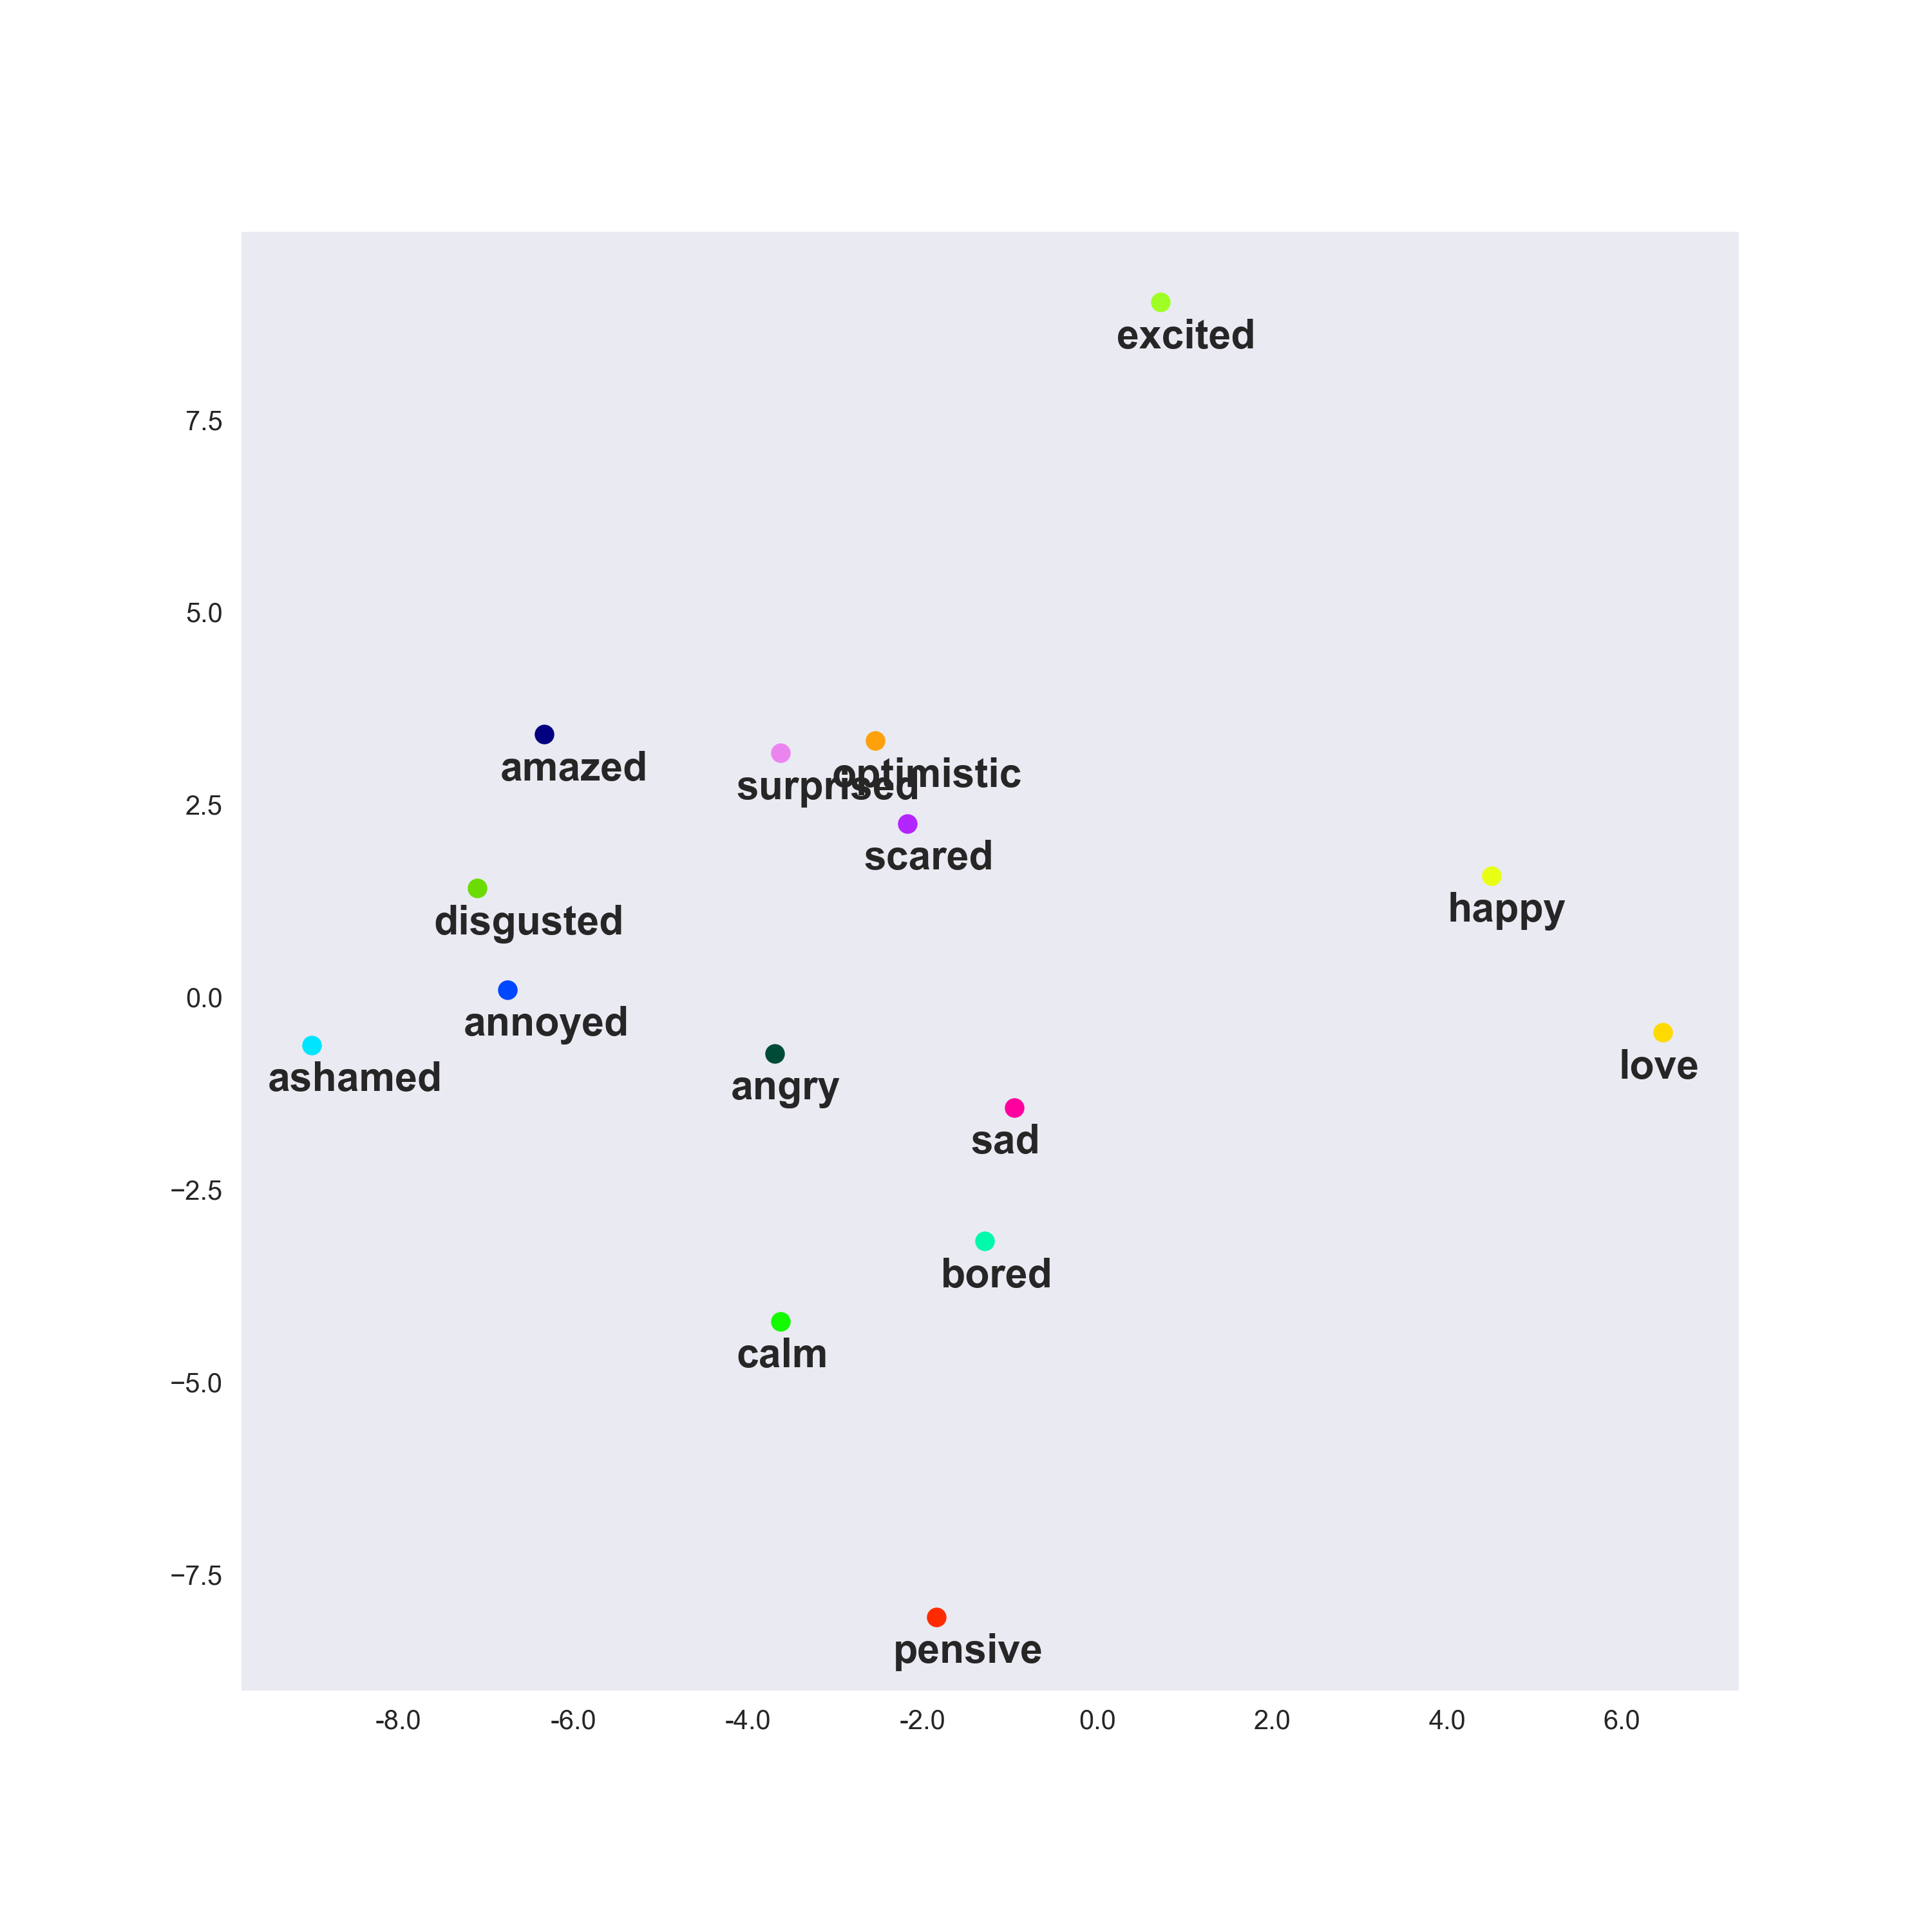 excited
7.5
5.0
amazed
optimistic
surprised
2.5
scared
happy
disgusted
0.0
annoyed
love
ashamed
angry
sad
−2.5
bored
calm
−5.0
−7.5
pensive
-8.0 -6.0 -4.0 -2.0 0.0 2.0 4.0 6.0